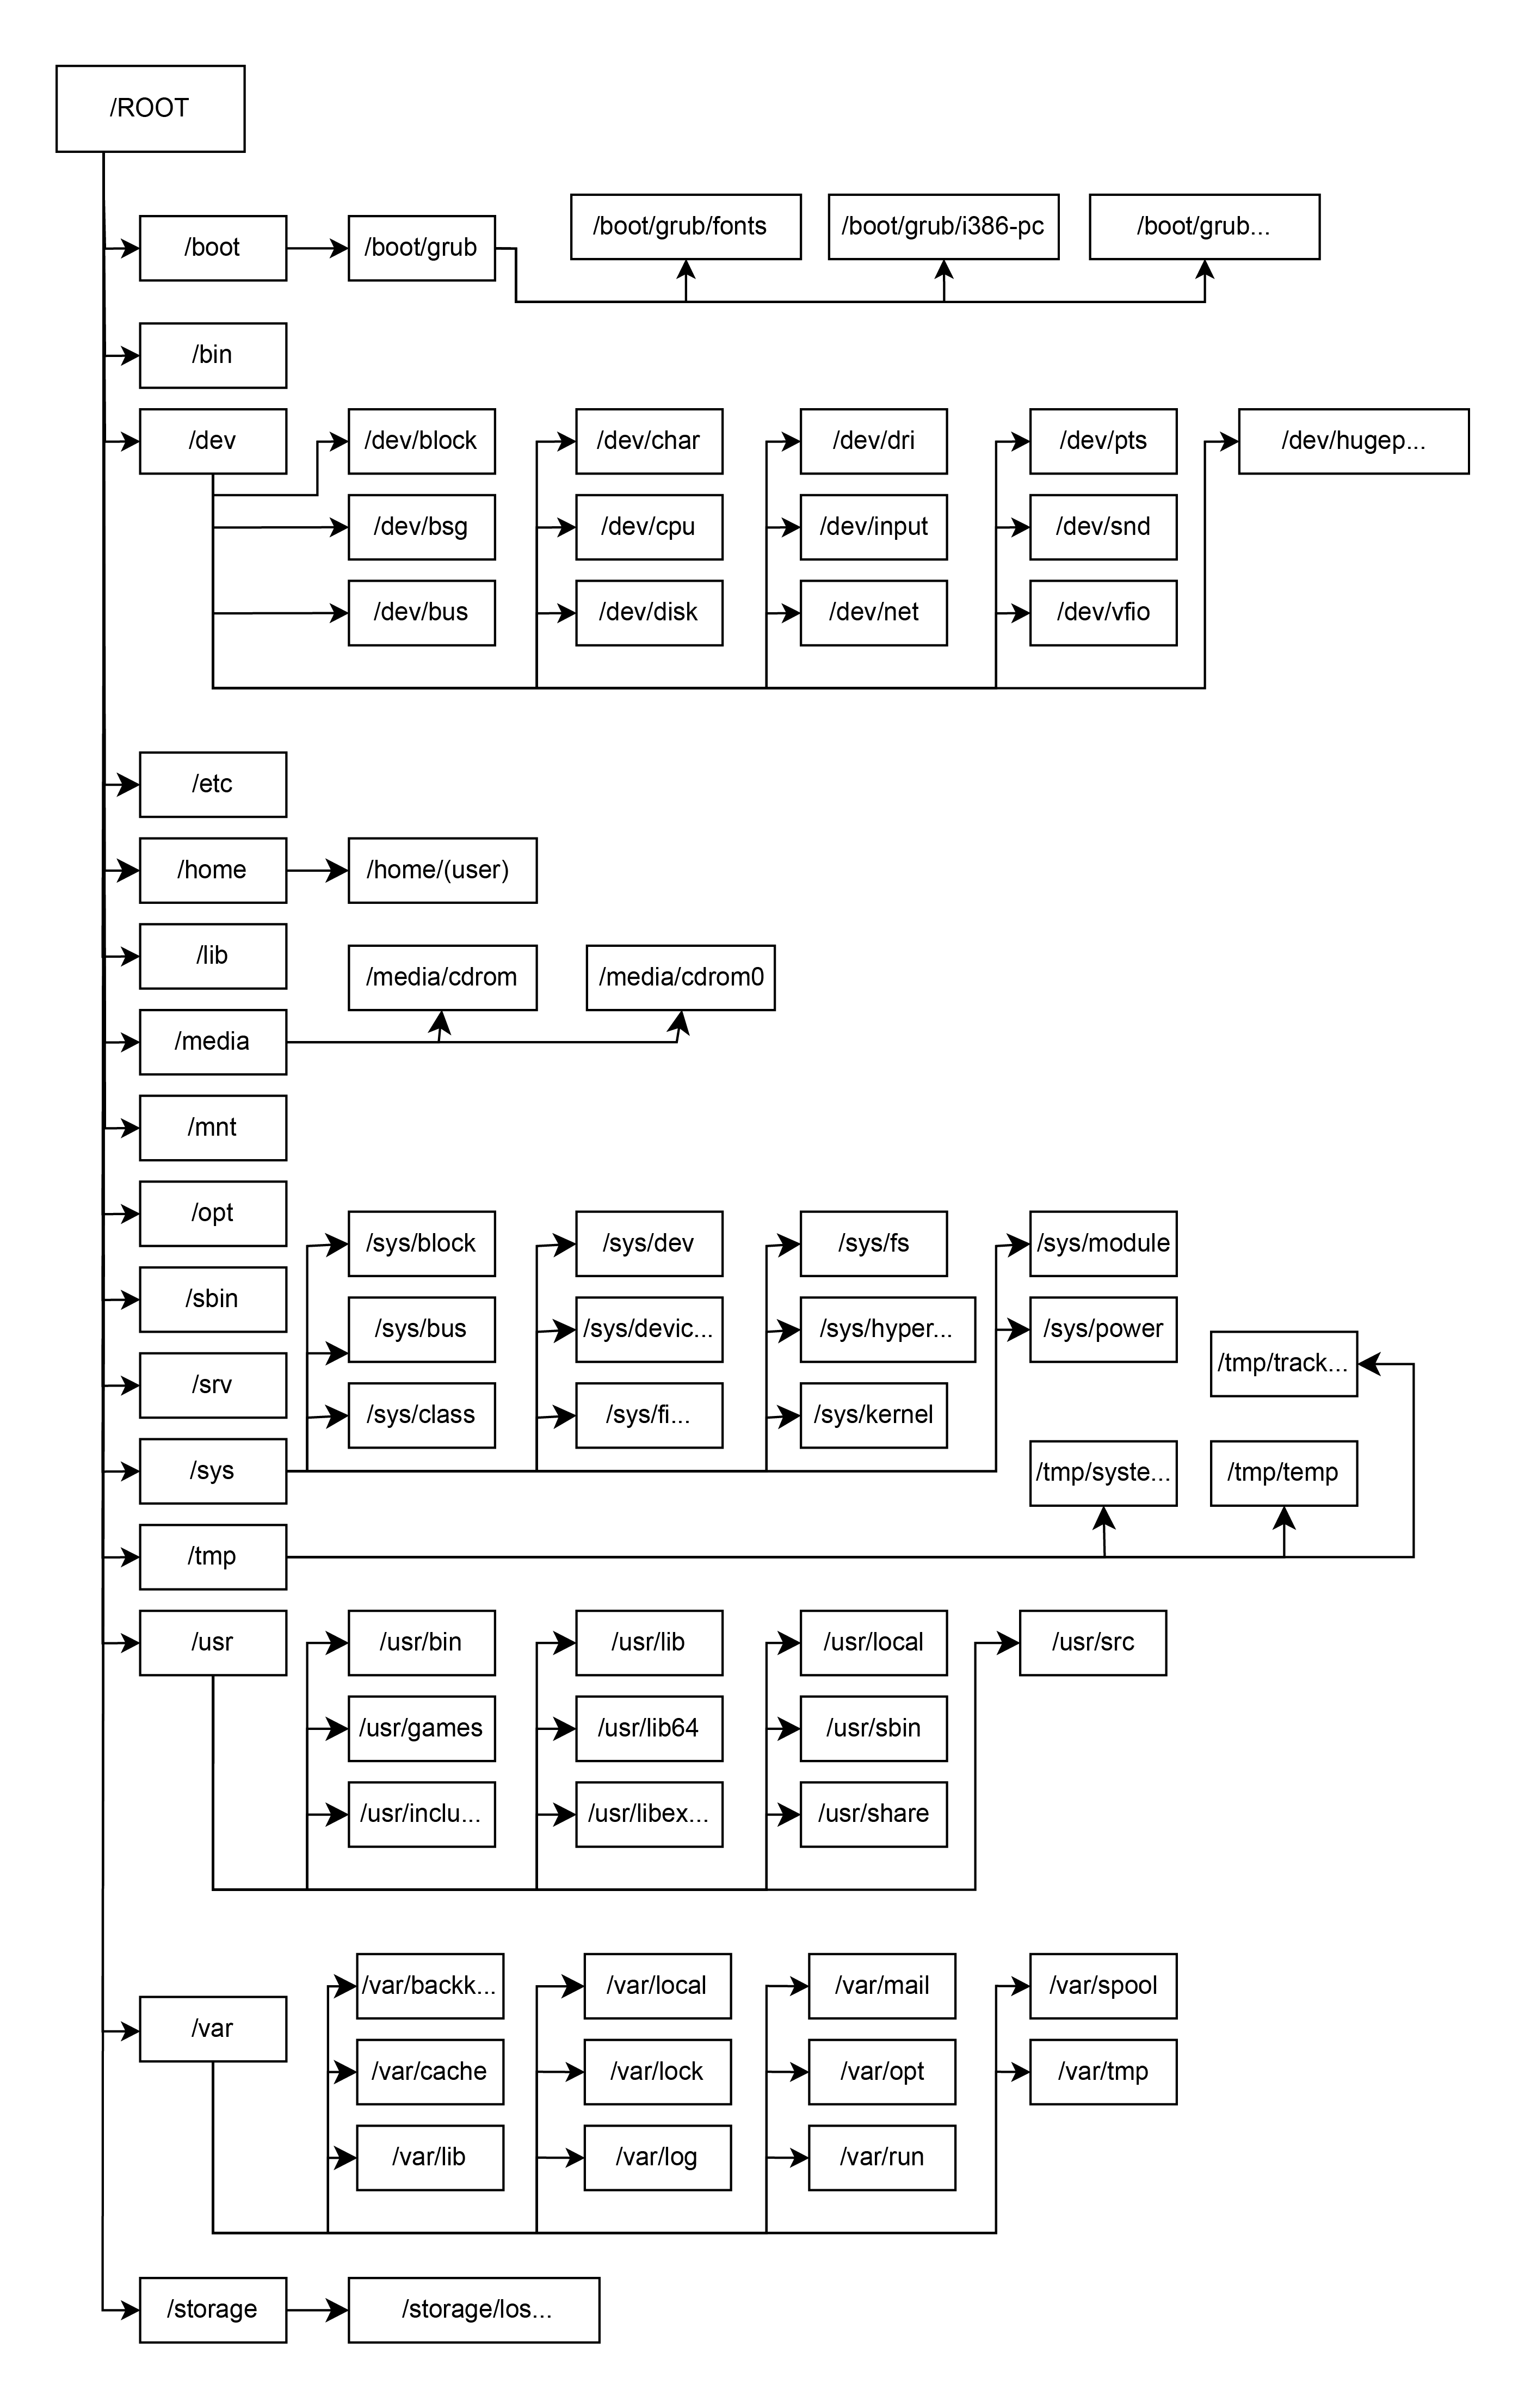 /ROOT
/boot
/boot/grub
/boot/grub/fonts
/boot/grub/i386-pc
/boot/grub...
/bin
/dev
/dev/block
/dev/char
/dev/dri
/dev/pts
/dev/hugep...
/dev/bsg
/dev/cpu
/dev/input
/dev/snd
/dev/bus
/dev/disk
/dev/net
/dev/vfio
/etc
/home
/home/(user)
/lib
/media/cdrom
/media/cdrom0
/media
/mnt
/opt
/sys/block
/sys/dev
/sys/fs
/sys/module
/sbin
/sys/bus
/sys/devic...
/sys/hyper...
/sys/power
/tmp/track...
/srv
/sys/class
/sys/fi...
/sys/kernel
/sys
/tmp/syste...
/tmp/temp
/tmp
/usr
/usr/bin
/usr/lib
/usr/local
/usr/src
/usr/games
/usr/lib64
/usr/sbin
/usr/inclu...
/usr/libex...
/usr/share
/var/backk...
/var/local
/var/mail
/var/spool
/var
/var/cache
/var/lock
/var/opt
/var/tmp
/var/lib
/var/log
/var/run
/storage
/storage/los...